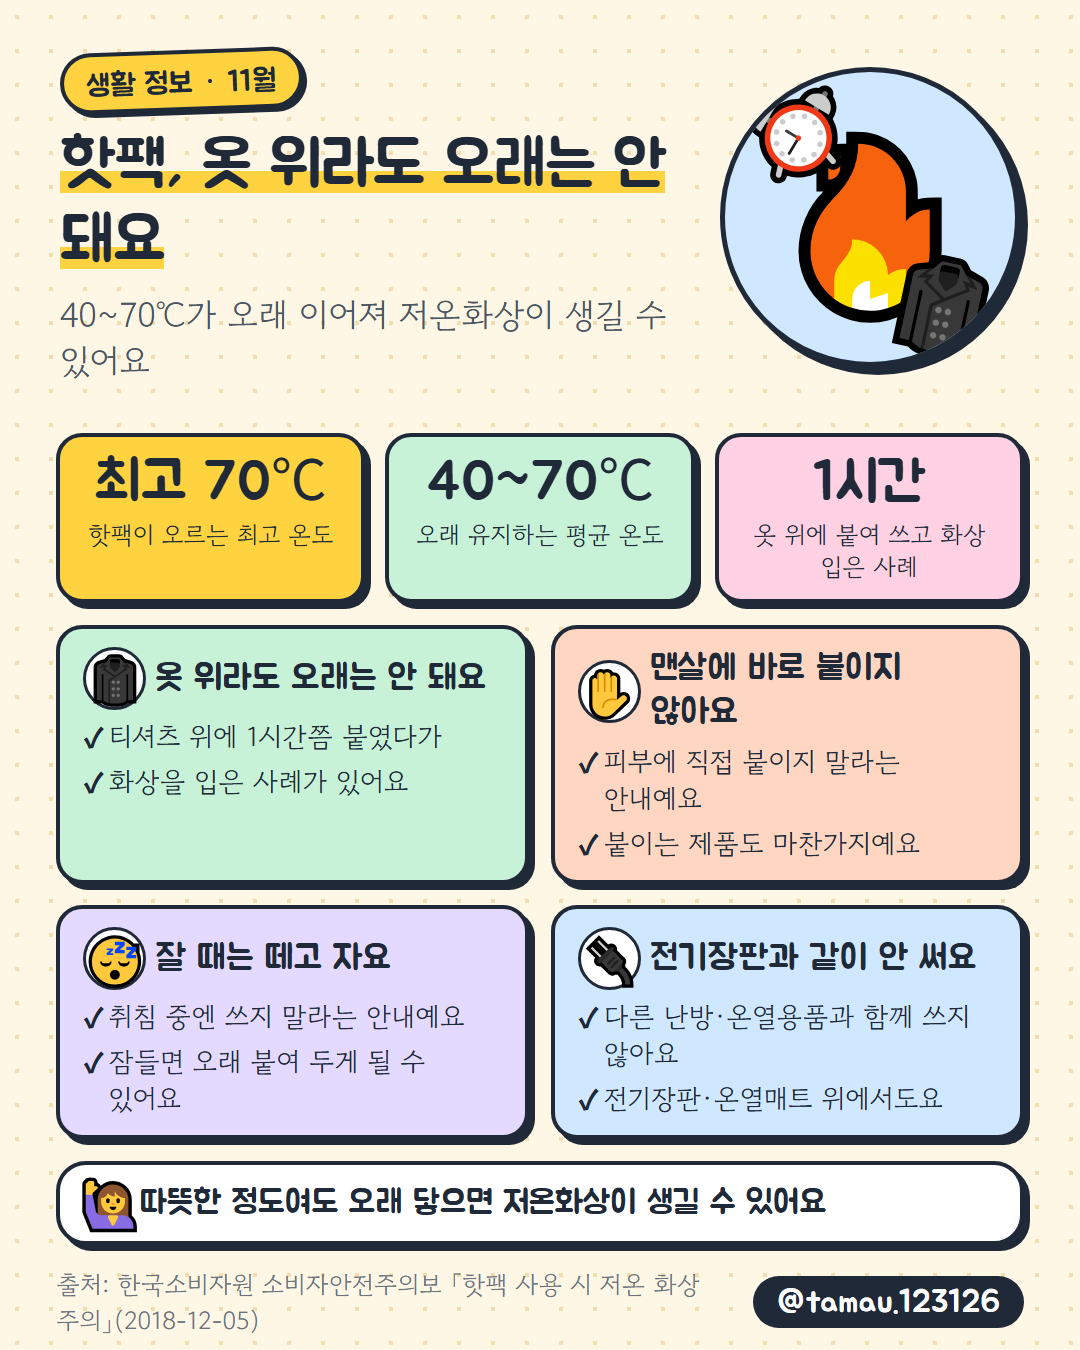 생활 정보 · 11월
핫팩, 옷 위라도 오래는 안
돼요
40~70℃가 오래 이어져 저온화상이 생길 수
있어요
최고 70℃
핫팩이 오르는 최고 온도
40~70℃
오래 유지하는 평균 온도
1시간
옷 위에 붙여 쓰고 화상
입은 사례
옷 위라도 오래는 안 돼요
✓티셔츠 위에 1시간쯤 붙였다가
✓화상을 입은 사례가 있어요
맨살에 바로 붙이지
않아요
✓피부에 직접 붙이지 말라는
안내예요
✓붙이는 제품도 마찬가지예요
잘 때는 떼고 자요
✓취침 중엔 쓰지 말라는 안내예요
✓잠들면 오래 붙여 두게 될 수
있어요
전기장판과 같이 안 써요
✓다른 난방·온열용품과 함께 쓰지
않아요
✓전기장판·온열매트 위에서도요
따뜻한 정도여도 오래 닿으면 저온화상이 생길 수 있어요
출처: 한국소비자원 소비자안전주의보 「핫팩 사용 시 저온 화상
주의」(2018-12-05)
@tamau.123126